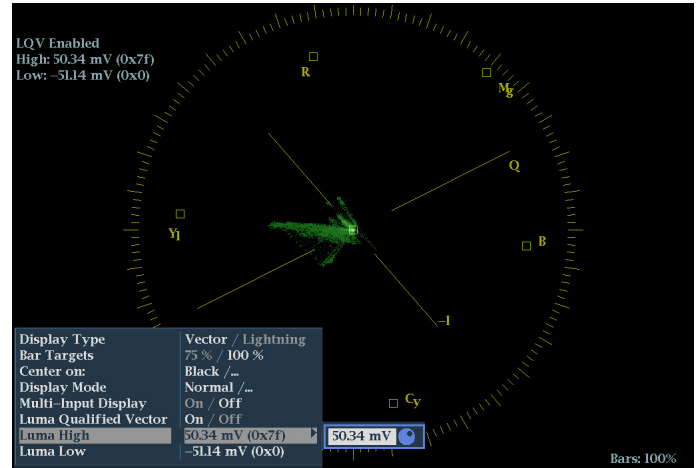 LQV Enabled
High: 50.34 mV (0x7f)
Low: –51.14 mV (0x0)
R
Mg
Q
Yl
B
–I
Cy
Display Type Vector / Lightning
Bar Targets 75 % / 100 %
Center on: Black /...
Display Mode Normal /...
Multi–Input Display On / Off
Luma Qualified Vector On / Off
Luma High 50.34 mV (0x7f) 50.34 mV
Luma Low –51.14 mV (0x0)
Bars: 100%